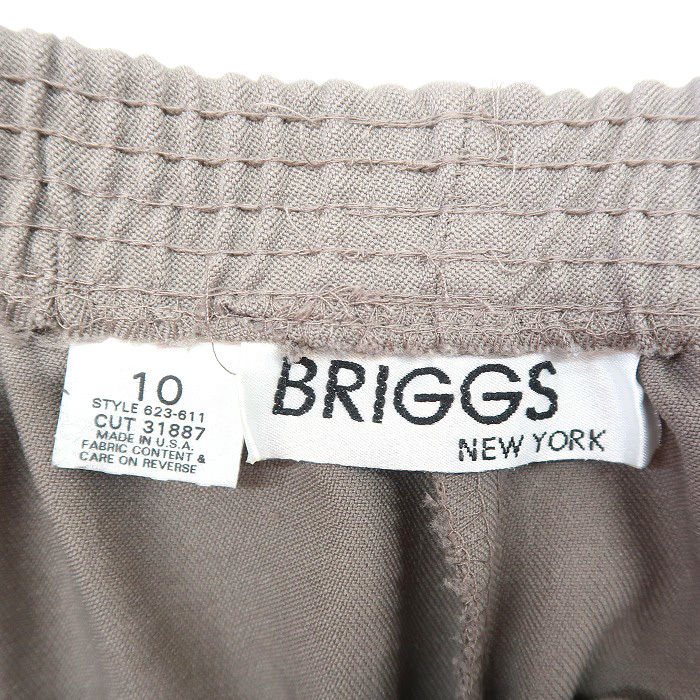 10
STYLE 623-611
CUT 31887
MADE IN U.S.A.
FABRIC CONTENT &
CARE ON REVERSE
BRIGGS
NEW YORK